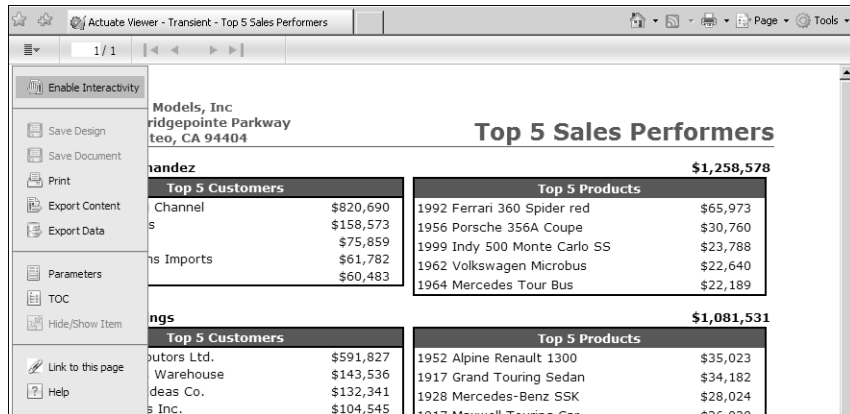 Actuate Viewer - Transient - Top 5 Sales Performers
Page
Tools
1/ 1
Enable Interactivity
Save Design
Save Document
Print
Export Content
Export Data
Parameters
TOC
Hide/Show Item
Link to this page
Help
Models, Inc
ridgepointe Parkway
teo, CA 94404
Top 5 Sales Performers
nandez $1,258,578
Top 5 Customers
Channel $820,690
s $158,573
$75,859
ns Imports $61,782
$60,483
Top 5 Products
1992 Ferrari 360 Spider red $65,973
1956 Porsche 356A Coupe $30,760
1999 Indy 500 Monte Carlo SS $23,788
1962 Volkswagen Microbus $22,640
1964 Mercedes Tour Bus $22,189
ngs $1,081,531
Top 5 Customers
butors Ltd. $591,827
Warehouse $143,536
deas Co. $132,341
s Inc. $104,545
Top 5 Products
1952 Alpine Renault 1300 $35,023
1917 Grand Touring Sedan $34,182
1928 Mercedes-Benz SSK $28,024
1917 Maxwell Touring Car